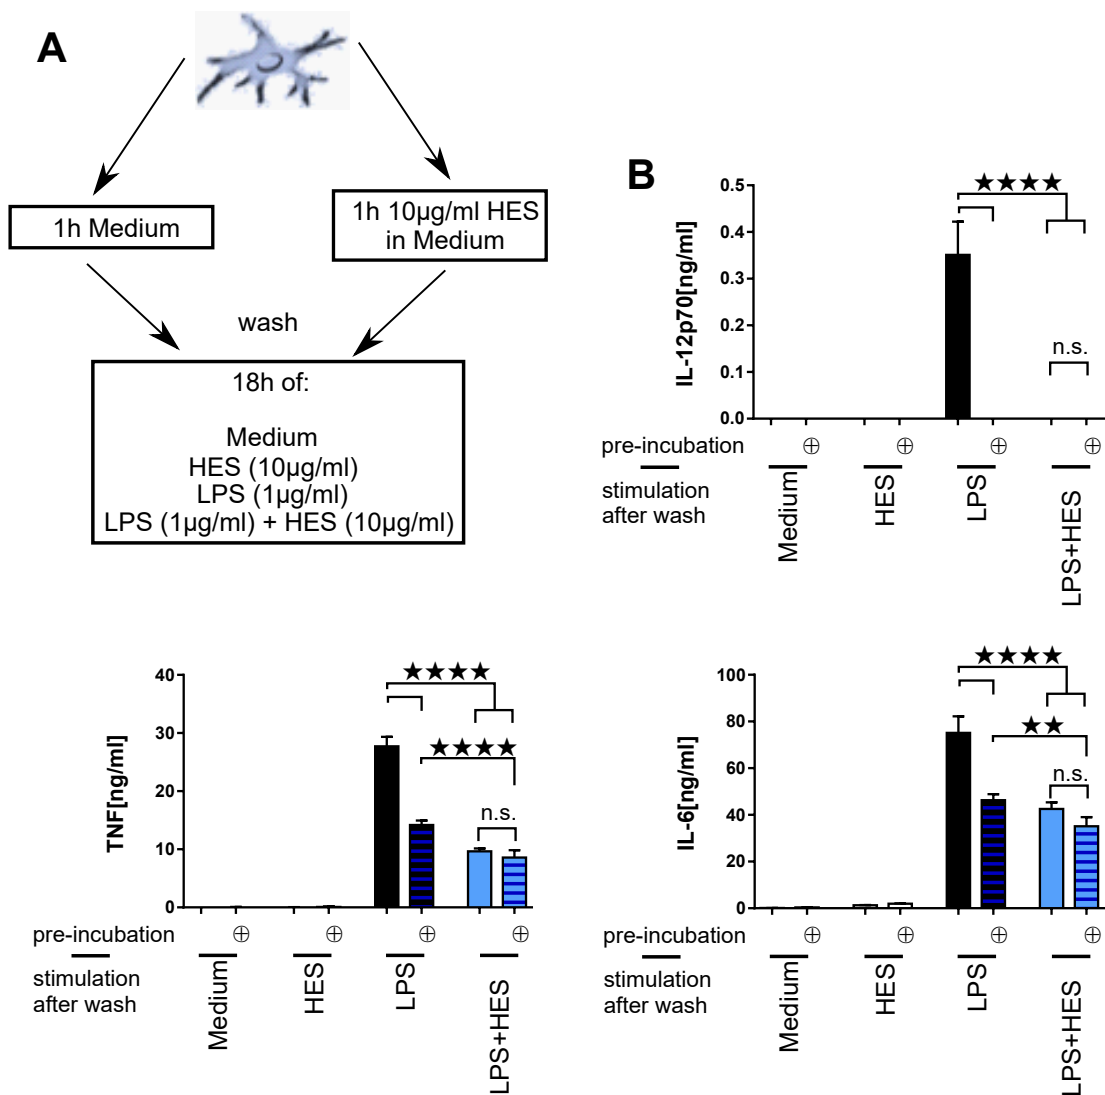 A
1h Medium
1h 10µg/ml HES
in Medium
wash
18h of:
Medium
HES (10µg/ml)
LPS (1µg/ml)
LPS (1µg/ml) + HES (10µg/ml)
B
IL-12p70[ng/ml]
0.5
0.4
0.3
0.2
0.1
0.0
★★★★
n.s.
pre-incubation
⊕ ⊕ ⊕ ⊕
stimulation
after wash
Medium
HES
LPS
LPS+HES
TNF[ng/ml]
40
30
20
10
0
★★★★
★★★★
n.s.
pre-incubation
⊕ ⊕ ⊕ ⊕
stimulation
after wash
Medium
HES
LPS
LPS+HES
IL-6[ng/ml]
100
80
60
40
20
0
★★★★
★★
n.s.
pre-incubation
⊕ ⊕ ⊕ ⊕
stimulation
after wash
Medium
HES
LPS
LPS+HES